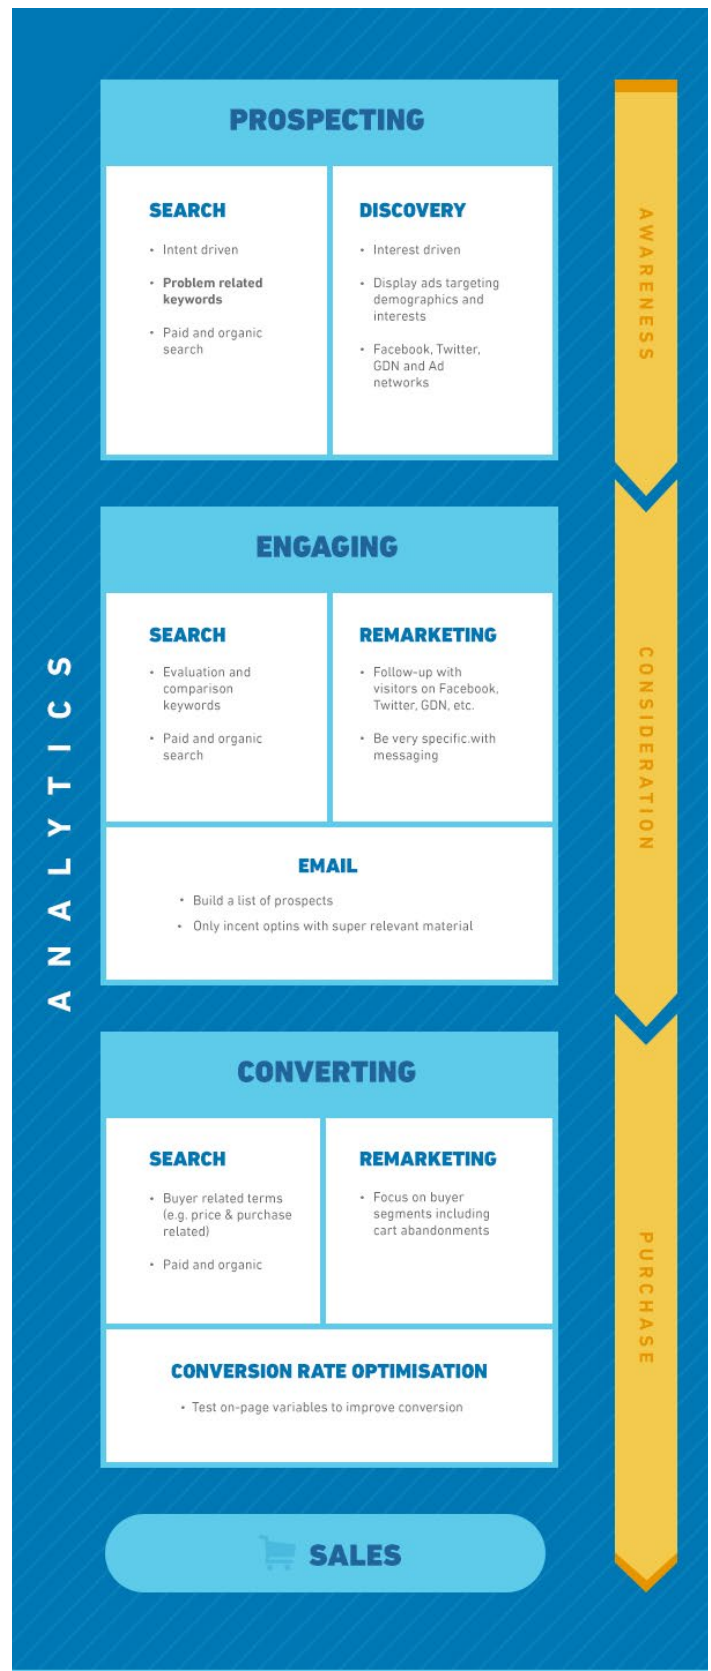 PROSPECTING
SEARCH
• Intent driven
• Problem related
keywords
• Paid and organic
search
DISCOVERY
• Interest driven
• Display ads targeting
demographics and
interests
• Facebook, Twitter,
GDN and Ad
networks
AWARENESS
ENGAGING
SEARCH
• Evaluation and
comparison
keywords
• Paid and organic
search
REMARKETING
• Follow-up with
visitors on Facebook,
Twitter, GDN, etc.
• Be very specific.with
messaging
EMAIL
• Build a list of prospects
• Only incent optins with super relevant material
CONSIDERATION
ANALYTICS
CONVERTING
SEARCH
• Buyer related terms
(e.g. price & purchase
related)
• Paid and organic
REMARKETING
• Focus on buyer
segments including
cart abandonments
CONVERSION RATE OPTIMISATION
• Test on-page variables to improve conversion
PURCHASE
SALES